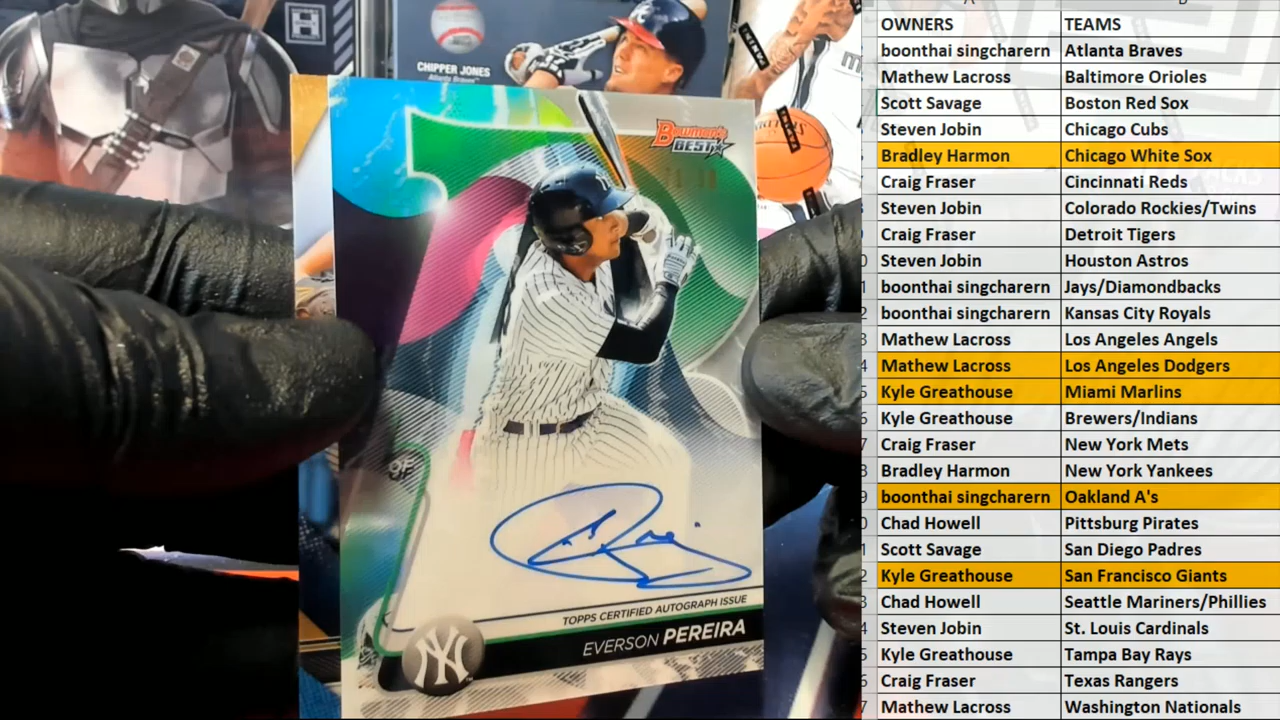 CHIPPER JONES
Atlanta Braves
BOWMAN'S
BEST
OF
TOPPS CERTIFIED AUTOGRAPH ISSUE
EVERSON PEREIRA
NY
OWNERS TEAMS
boonthai singcharern Atlanta Braves
Mathew Lacross Baltimore Orioles
Scott Savage Boston Red Sox
Steven Jobin Chicago Cubs
Bradley Harmon Chicago White Sox
Craig Fraser Cincinnati Reds
Steven Jobin Colorado Rockies/Twins
Craig Fraser Detroit Tigers
Steven Jobin Houston Astros
boonthai singcharern Jays/Diamondbacks
boonthai singcharern Kansas City Royals
Mathew Lacross Los Angeles Angels
Mathew Lacross Los Angeles Dodgers
Kyle Greathouse Miami Marlins
Kyle Greathouse Brewers/Indians
Craig Fraser New York Mets
Bradley Harmon New York Yankees
boonthai singcharern Oakland A's
Chad Howell Pittsburg Pirates
Scott Savage San Diego Padres
Kyle Greathouse San Francisco Giants
Chad Howell Seattle Mariners/Phillies
Steven Jobin St. Louis Cardinals
Kyle Greathouse Tampa Bay Rays
Craig Fraser Texas Rangers
Mathew Lacross Washington Nationals